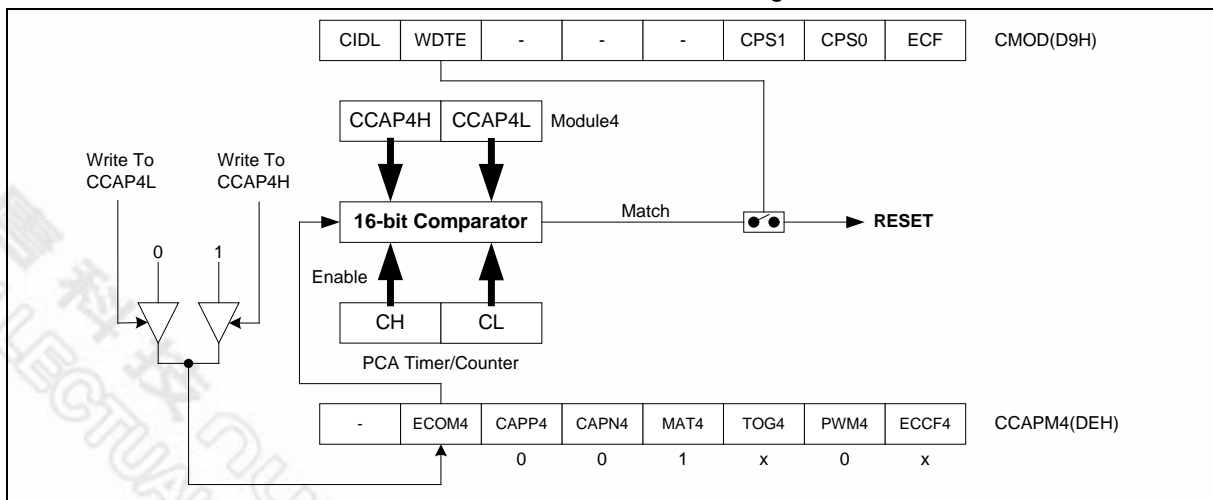 CIDL WDTE - - - CPS1 CPS0 ECF CMOD(D9H)
CCAP4H CCAP4L Module4
Write To Write To
CCAP4L CCAP4H
16-bit Comparator Match RESET
0 1
Enable
CH CL
PCA Timer/Counter
- ECOM4 CAPP4 CAPN4 MAT4 TOG4 PWM4 ECCF4 CCAPM4(DEH)
0 0 1 x 0 x